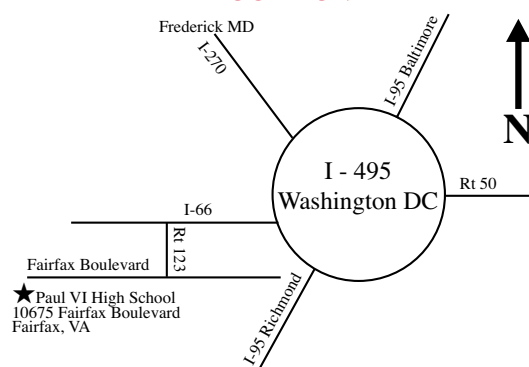 Frederick MD
I-270
I-95 Baltimore
N
I - 495
Washington DC
Rt 50
I-66
Rt 123
Fairfax Boulevard
Paul VI High School
10675 Fairfax Boulevard
Fairfax, VA
I-95 Richmond